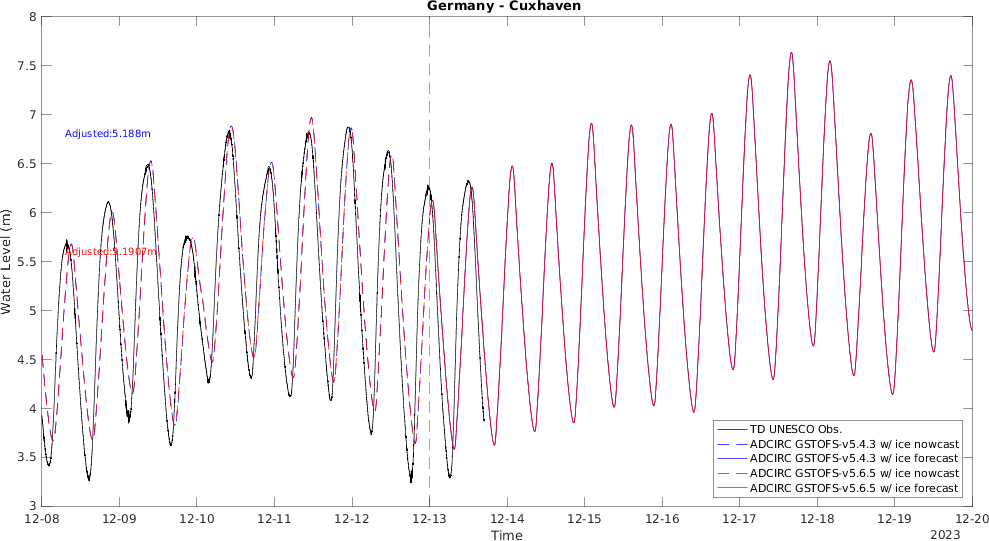 Germany - Cuxhaven
8
7.5
7
6.5
6
5.5
5
4.5
4
3.5
3
Water Level (m)
Adjusted:5.188m
Adjusted:5.1907m
TD UNESCO Obs.
ADCIRC GSTOFS-v5.4.3 w/ ice nowcast
ADCIRC GSTOFS-v5.4.3 w/ ice forecast
ADCIRC GSTOFS-v5.6.5 w/ ice nowcast
ADCIRC GSTOFS-v5.6.5 w/ ice forecast
12-08 12-09 12-10 12-11 12-12 12-13 12-14 12-15 12-16 12-17 12-18 12-19 12-20
Time
2023